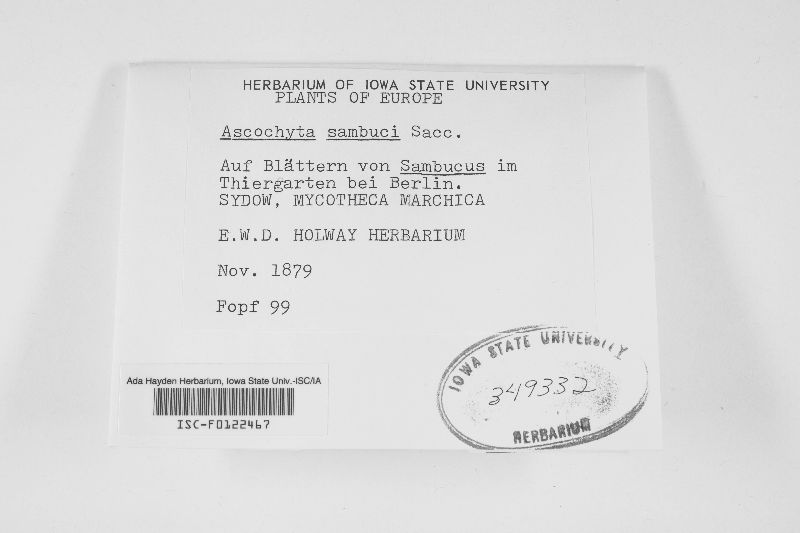 HERBARIUM OF IOWA STATE UNIVERSITY
PLANTS OF EUROPE
Ascochyta sambuci Sacc.
Auf Blättern von Sambucus im
Thiergarten bei Berlin.
SYDOW, MYCOTHECA MARCHICA
E.W.D. HOLWAY HERBARIUM
Nov. 1879
Fopf 99
IOWA STATE UNIVERSITY
349332
HERBARIUM
Ada Hayden Herbarium, Iowa State Univ.-ISC/IA
ISC-F0122467